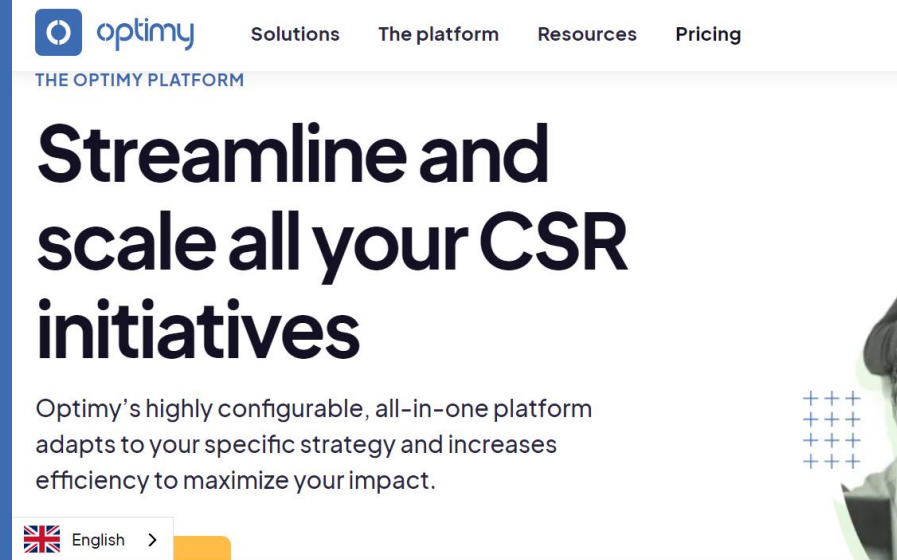 optimy
Solutions
The platform
Resources
Pricing
THE OPTIMY PLATFORM
Streamline and
scale all your CSR
initiatives
Optimy’s highly configurable, all-in-one platform
adapts to your specific strategy and increases
efficiency to maximize your impact.
English